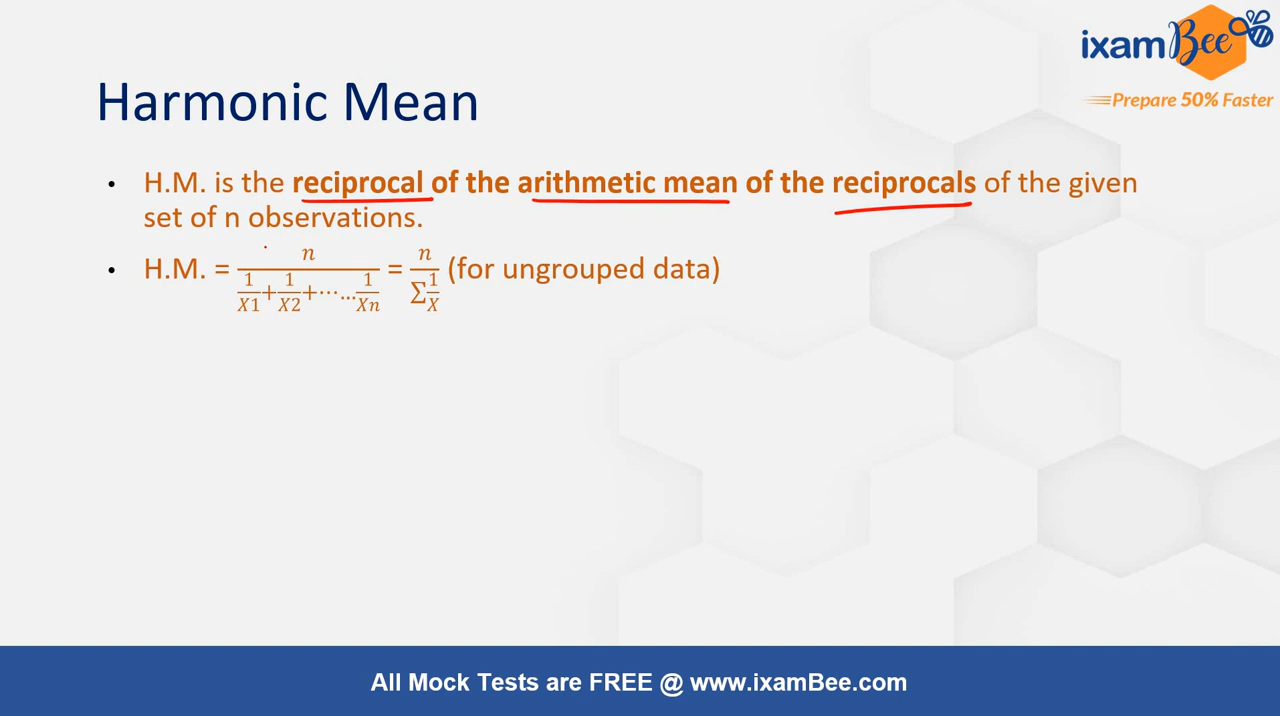 ixamBee
Prepare 50% Faster
Harmonic Mean
• H.M. is the reciprocal of the arithmetic mean of the reciprocals of the given
set of n observations.
• H.M. = n / (1/X1 + 1/X2 + ⋯… 1/Xn) = n / (∑ 1/X) (for ungrouped data)
All Mock Tests are FREE @ www.ixamBee.com